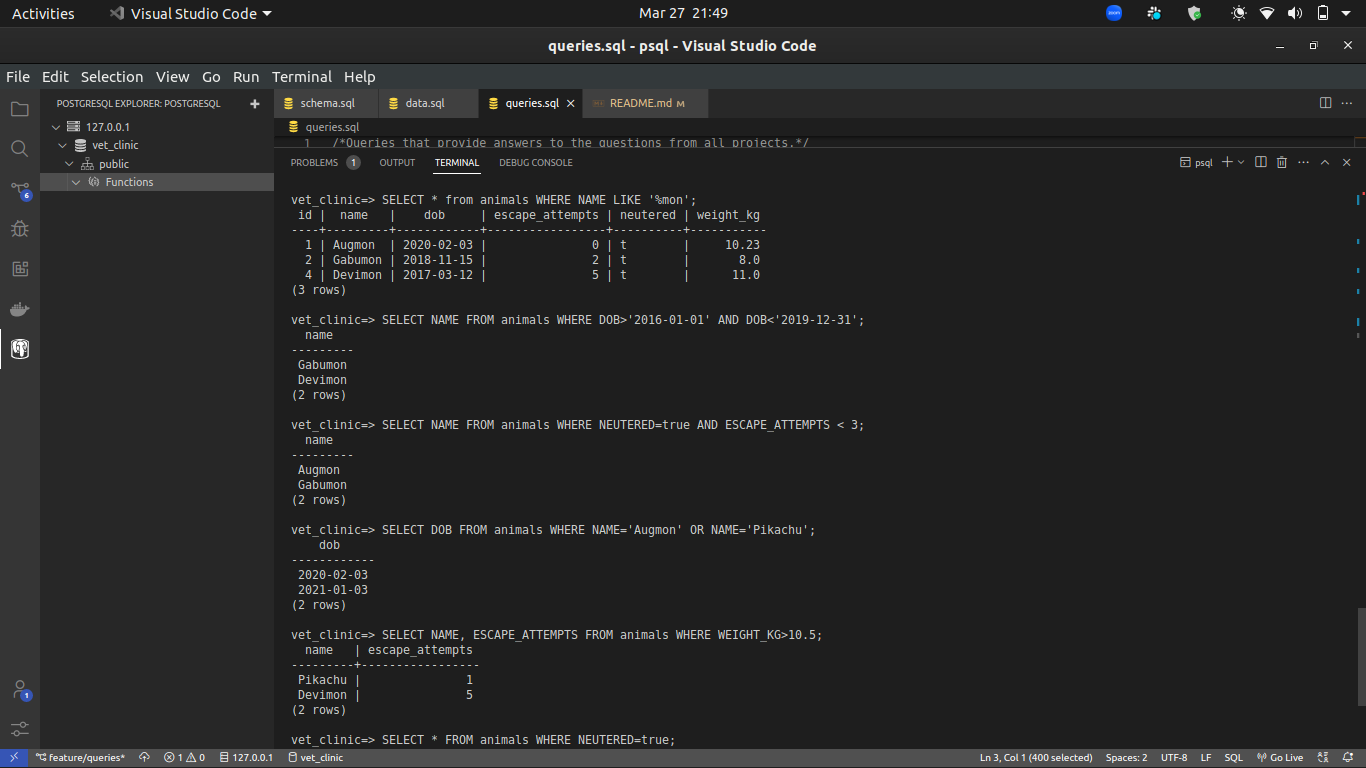 Activities Visual Studio Code Mar 27 21:49 zoom
queries.sql - psql - Visual Studio Code
File Edit Selection View Go Run Terminal Help
POSTGRESQL EXPLORER: POSTGRESQL
127.0.0.1
vet_clinic
public
Functions
6
1
schema.sql data.sql queries.sql README.md M
queries.sql
1 /*Queries that provide answers to the questions from all projects.*/
PROBLEMS 1 OUTPUT TERMINAL DEBUG CONSOLE psql
vet_clinic=> SELECT * from animals WHERE NAME LIKE '%mon';
 id |  name   |    dob     | escape_attempts | neutered | weight_kg
----+---------+------------+-----------------+----------+-----------
  1 | Augmon  | 2020-02-03 |               0 | t        |     10.23
  2 | Gabumon | 2018-11-15 |               2 | t        |       8.0
  4 | Devimon | 2017-03-12 |               5 | t        |      11.0
(3 rows)
vet_clinic=> SELECT NAME FROM animals WHERE DOB>'2016-01-01' AND DOB<'2019-12-31';
  name
---------
 Gabumon
 Devimon
(2 rows)
vet_clinic=> SELECT NAME FROM animals WHERE NEUTERED=true AND ESCAPE_ATTEMPTS < 3;
  name
---------
 Augmon
 Gabumon
(2 rows)
vet_clinic=> SELECT DOB FROM animals WHERE NAME='Augmon' OR NAME='Pikachu';
    dob
------------
 2020-02-03
 2021-01-03
(2 rows)
vet_clinic=> SELECT NAME, ESCAPE_ATTEMPTS FROM animals WHERE WEIGHT_KG>10.5;
  name   | escape_attempts
---------+-----------------
 Pikachu |               1
 Devimon |               5
(2 rows)
vet_clinic=> SELECT * FROM animals WHERE NEUTERED=true;
feature/queries* 1 0 127.0.0.1 vet_clinic Ln 3, Col 1 (400 selected) Spaces: 2 UTF-8 LF SQL Go Live